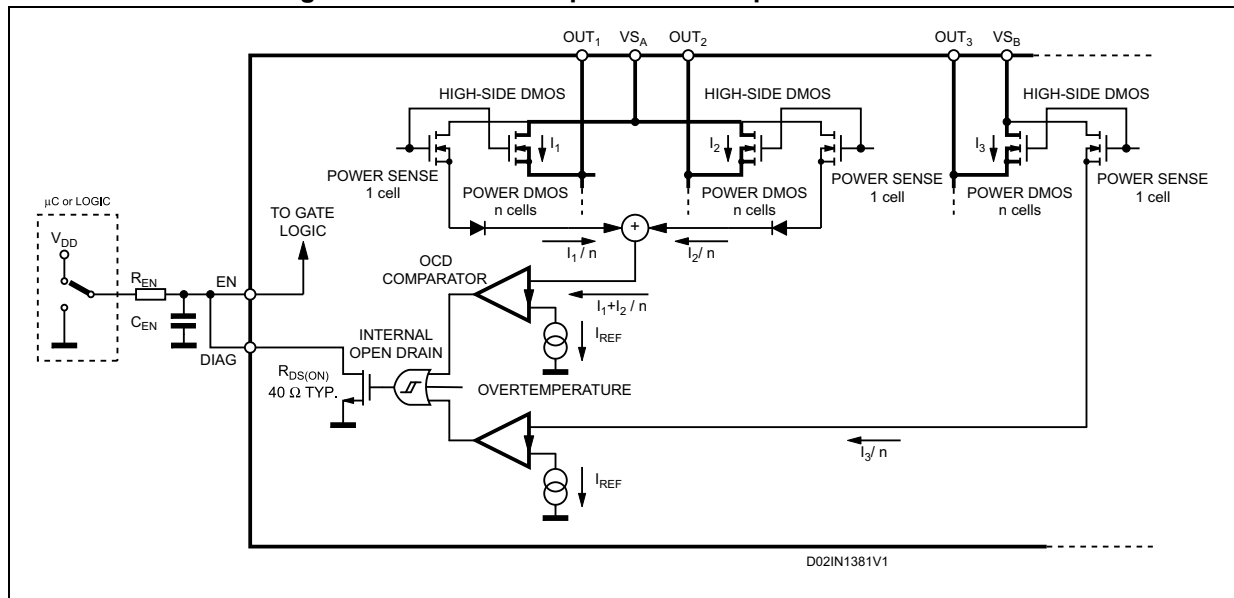 OUT1 VSA OUT2 OUT3 VSB
HIGH-SIDE DMOS HIGH-SIDE DMOS HIGH-SIDE DMOS
I1 I2 I3
POWER SENSE
1 cell
POWER DMOS
n cells
POWER DMOS
n cells
POWER SENSE
1 cell
POWER DMOS
n cells
POWER SENSE
1 cell
μC or LOGIC
VDD
TO GATE
LOGIC
+
I1 / n I2/ n
REN
EN
OCD
COMPARATOR
I1+I2 / n
CEN
IREF
INTERNAL
OPEN DRAIN
DIAG
RDS(ON)
40 Ω TYP.
OVERTEMPERATURE
I3/ n
IREF
D02IN1381V1